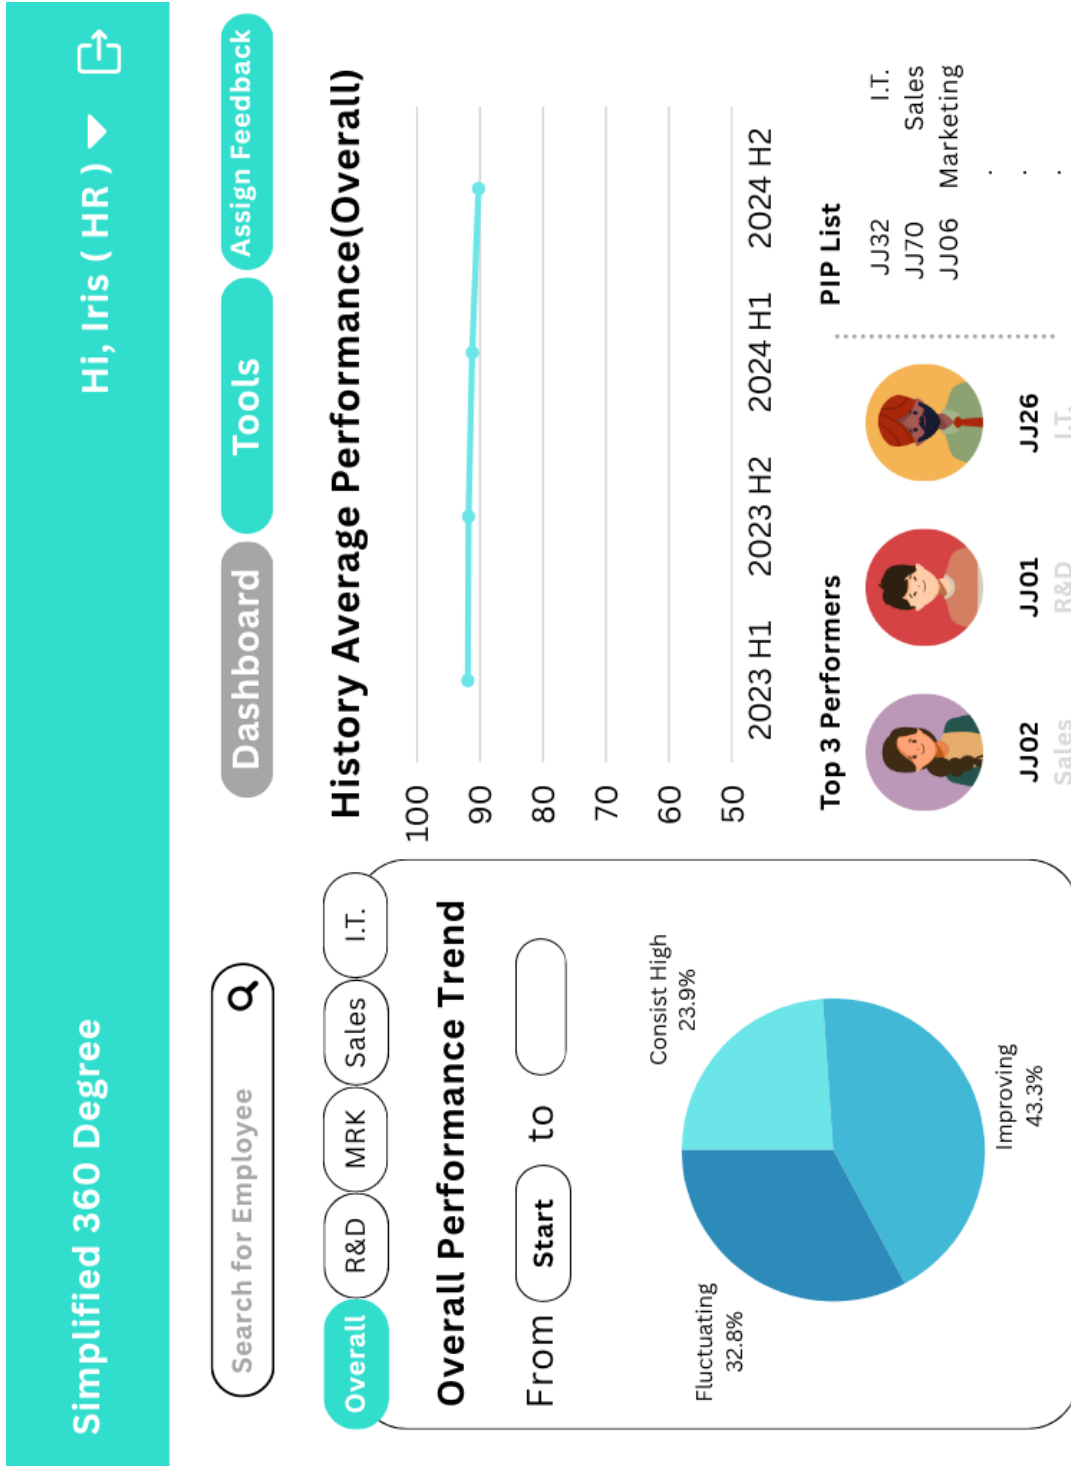 Simplified 360 Degree
Hi, Iris ( HR )
Search for Employee
Dashboard
Tools
Assign Feedback
Overall
R&D
MRK
Sales
I.T.
Overall Performance Trend
From Start to
Consist High
23.9%
Fluctuating
32.8%
Improving
43.3%
History Average Performance(Overall)
100
90
80
70
60
50
2023 H1
2023 H2
2024 H1
2024 H2
Top 3 Performers
JJ02
Sales
JJ01
R&D
JJ26
I.T.
PIP List
JJ32 I.T.
JJ70 Sales
JJ06 Marketing
.
.
.